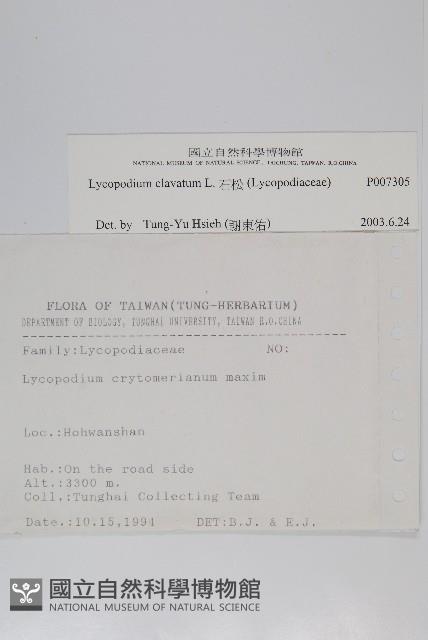 國立自然科學博物館
NATIONAL MUSEUM OF NATURAL SCIENCE, TAICHUNG, TAIWAN, R.O.CHINA
Lycopodium clavatum L. 石松 (Lycopodiaceae) P007305
Det. by Tung-Yu Hsieh (謝東佑) 2003.6.24
FLORA OF TAIWAN(TUNG-HERBARIUM)
DEPARTMENT OF BIOLOGY, TUNGHAI UNIVERSITY, TAIWAN R.O.CHINA
Family:Lycopodiaceae NO:
Lycopodium crytomerianum maxim
Loc.:Hohwanshan
Hab.:On the road side
Alt.:3300 m.
Coll.:Tunghai Collecting Team
Date.:10.15,1994 DET:B.J. & E.J.
國立自然科學博物館
NATIONAL MUSEUM OF NATURAL SCIENCE